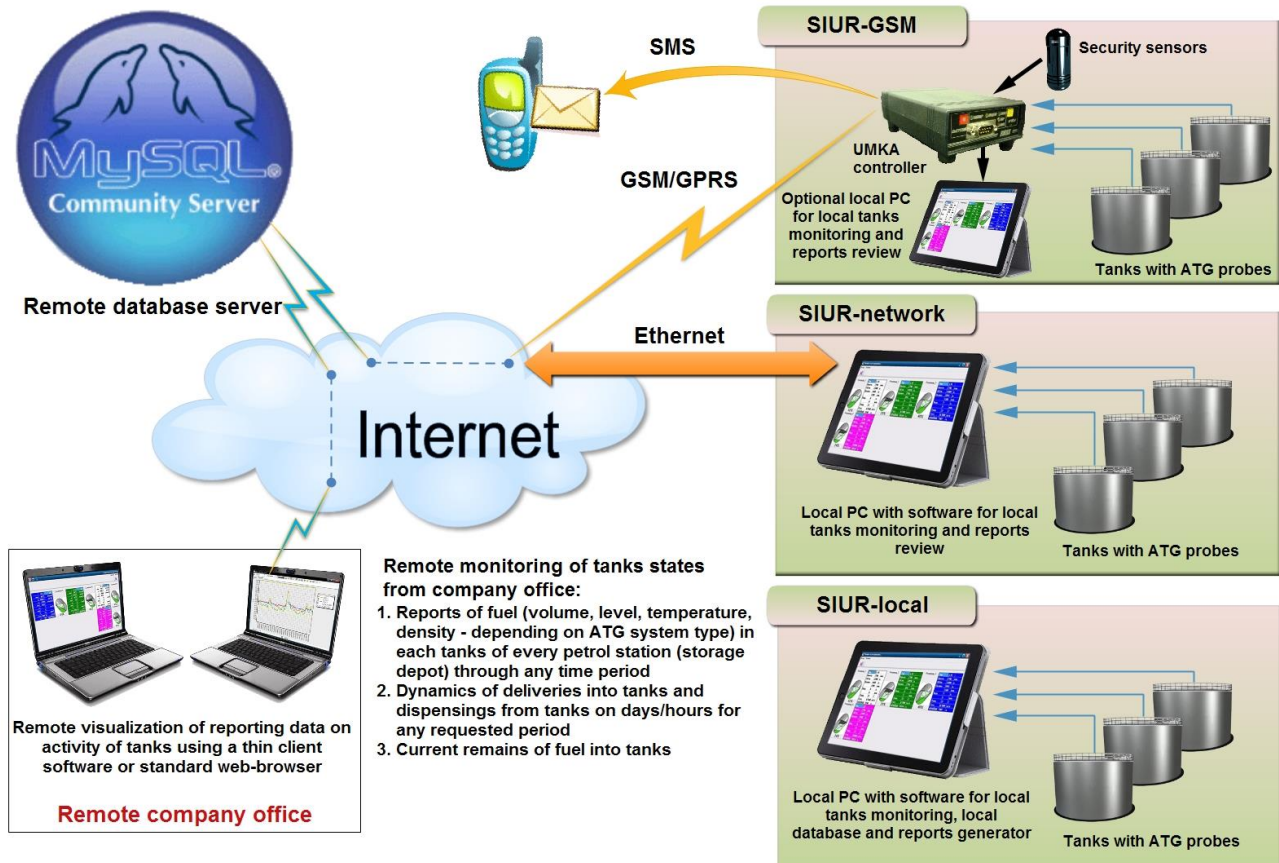 MySQL®
Community Server
Remote database server
SMS
GSM/GPRS
SIUR-GSM
Security sensors
UMKA
controller
Optional local PC
for local tanks
monitoring and
reports review
Tanks with ATG probes
Internet
Ethernet
SIUR-network
Local PC with software for local
tanks monitoring and reports
review
Tanks with ATG probes
Remote visualization of reporting data on
activity of tanks using a thin client
software or standard web-browser
Remote company office
Remote monitoring of tanks states
from company office:
1. Reports of fuel (volume, level, temperature,
density - depending on ATG system type) in
each tanks of every petrol station (storage
depot) through any time period
2. Dynamics of deliveries into tanks and
dispensings from tanks on days/hours for
any requested period
3. Current remains of fuel into tanks
SIUR-local
Local PC with software for local
tanks monitoring, local
database and reports generator
Tanks with ATG probes